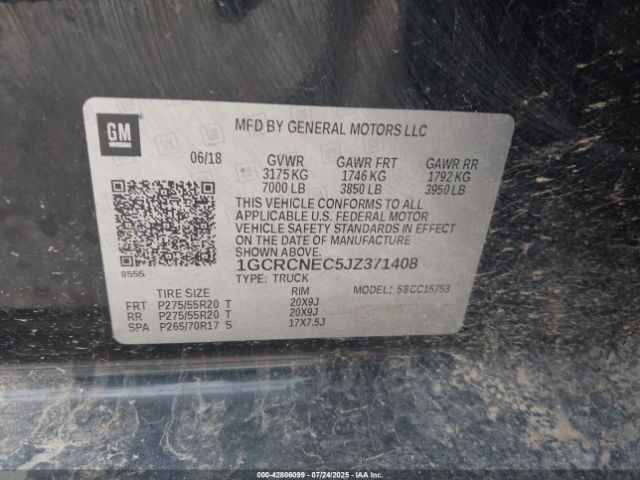 GM
MFD BY GENERAL MOTORS LLC
06/18 GVWR GAWR FRT GAWR RR
3175 KG 1746 KG 1792 KG
7000 LB 3850 LB 3950 LB
THIS VEHICLE CONFORMS TO ALL
APPLICABLE U.S. FEDERAL MOTOR
VEHICLE SAFETY STANDARDS IN EFFECT
ON THE DATE OF MANUFACTURE
SHOWN ABOVE.
8555
1GCRCNEC5JZ371408
TYPE: TRUCK MODEL: 5SCC15753
TIRE SIZE RIM
FRT P275/55R20 T 20X9J
RR P275/55R20 T 20X9J
SPA P265/70R17 S 17X7.5J
© IAA - 42806099 - 07/24/2025 - IAAI.COM